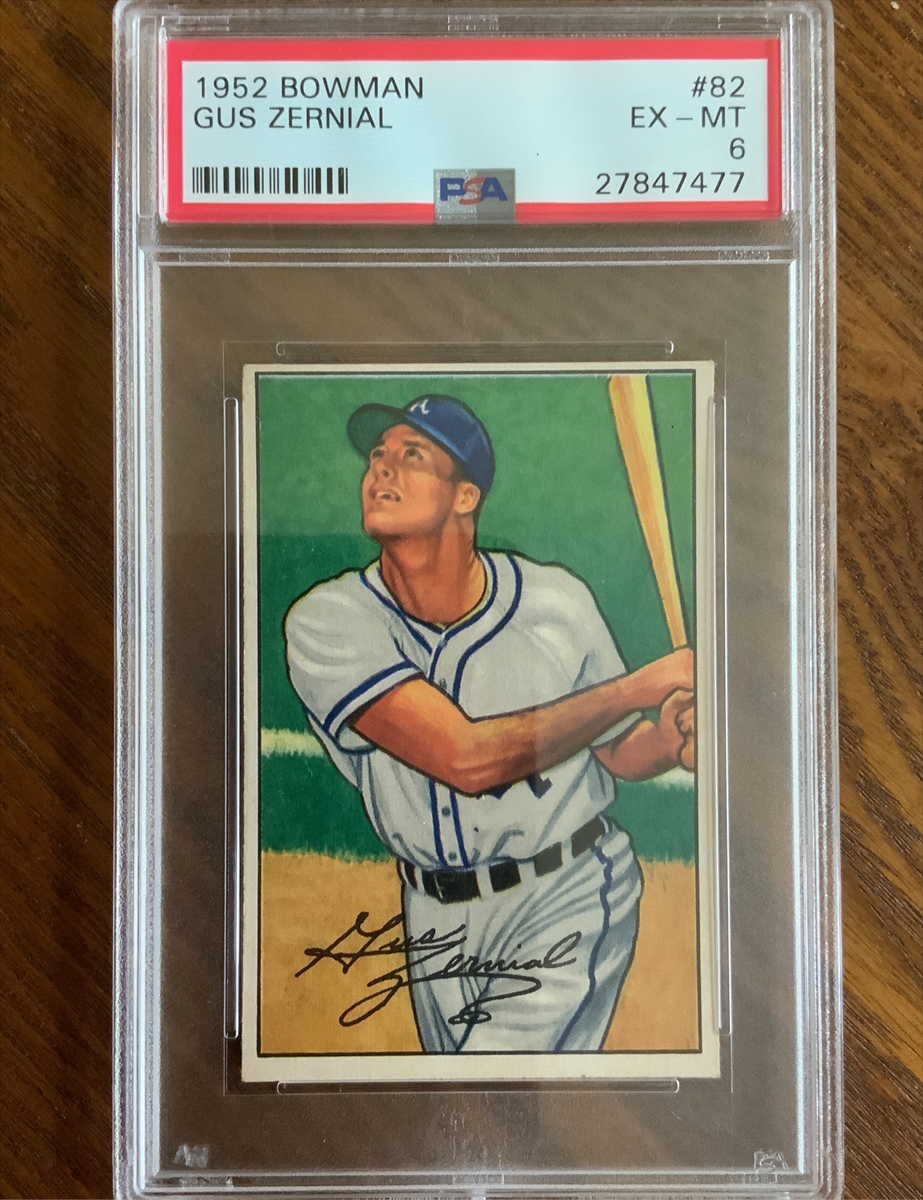 1952 BOWMAN #82
GUS ZERNIAL EX – MT
6
PSA 27847477
A
Gus
Zernial